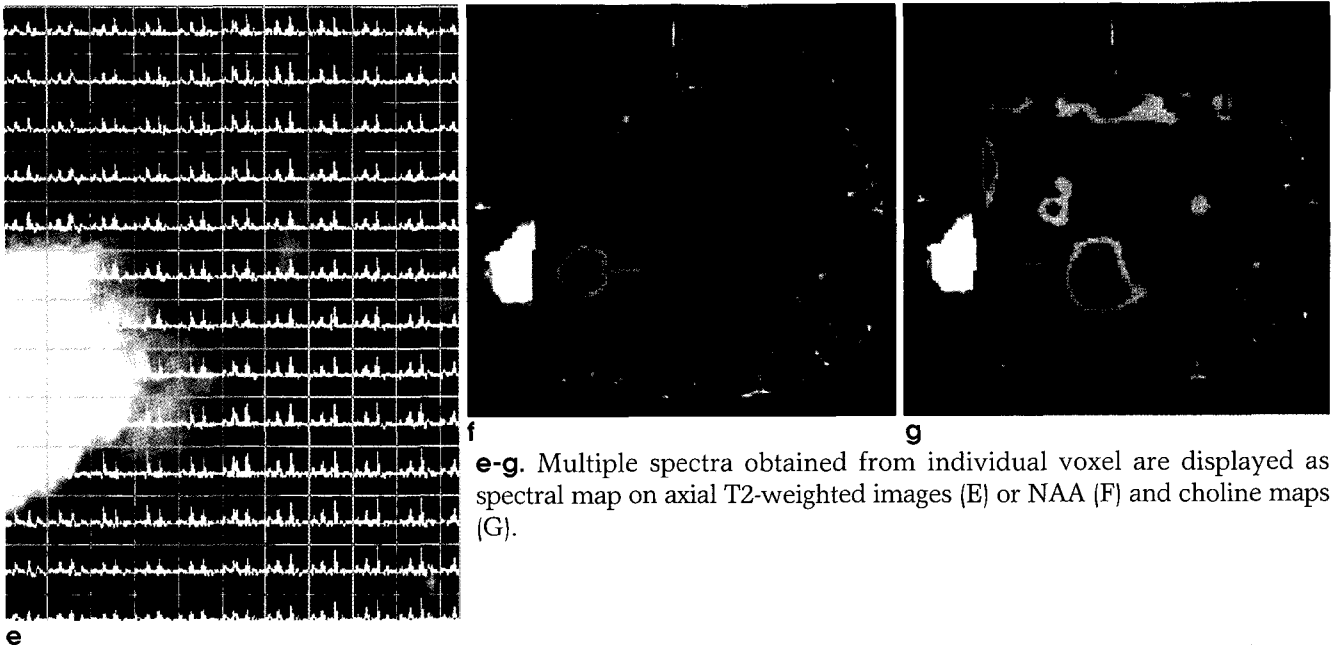 f
g
e-g. Multiple spectra obtained from individual voxel are displayed as
spectral map on axial T2-weighted images (E) or NAA (F) and choline maps
(G).
e